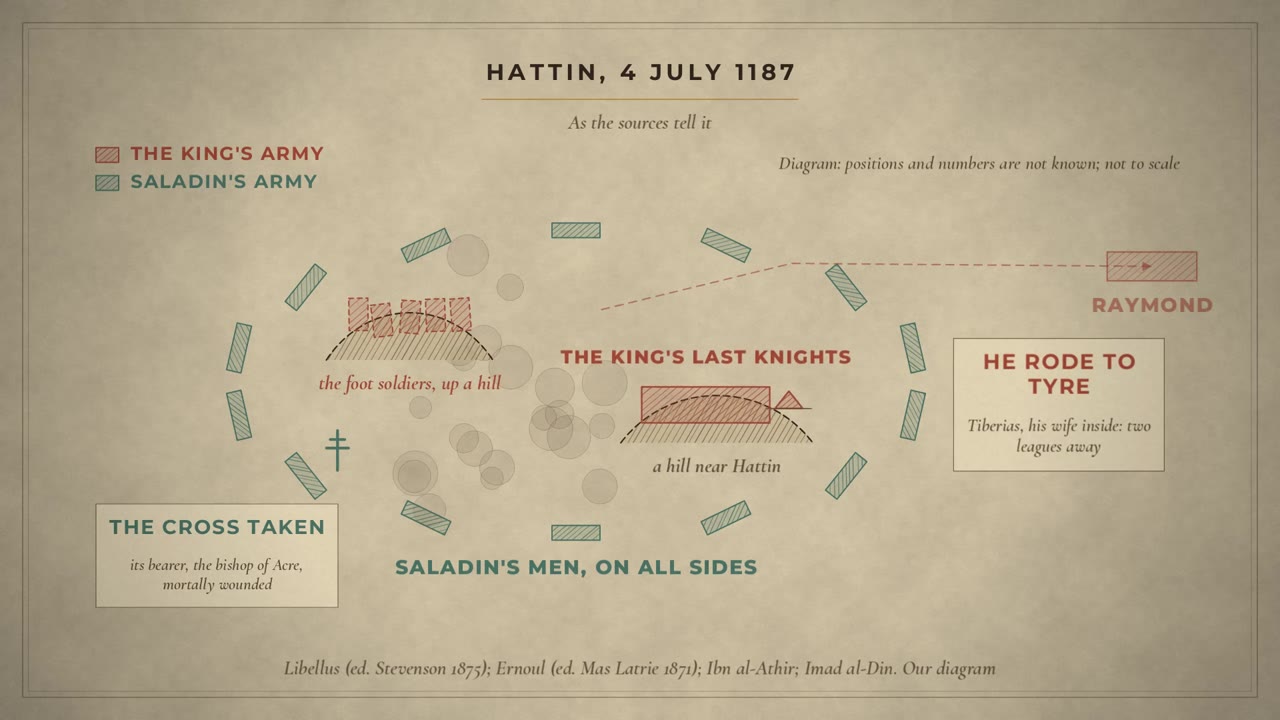 HATTIN, 4 JULY 1187
As the sources tell it
THE KING'S ARMY
SALADIN'S ARMY
Diagram: positions and numbers are not known; not to scale
RAYMOND
THE KING'S LAST KNIGHTS
the foot soldiers, up a hill
HE RODE TO
TYRE
Tiberias, his wife inside: two
leagues away
a hill near Hattin
THE CROSS TAKEN
its bearer, the bishop of Acre,
mortally wounded
SALADIN'S MEN, ON ALL SIDES
Libellus (ed. Stevenson 1875); Ernoul (ed. Mas Latrie 1871); Ibn al-Athir; Imad al-Din. Our diagram